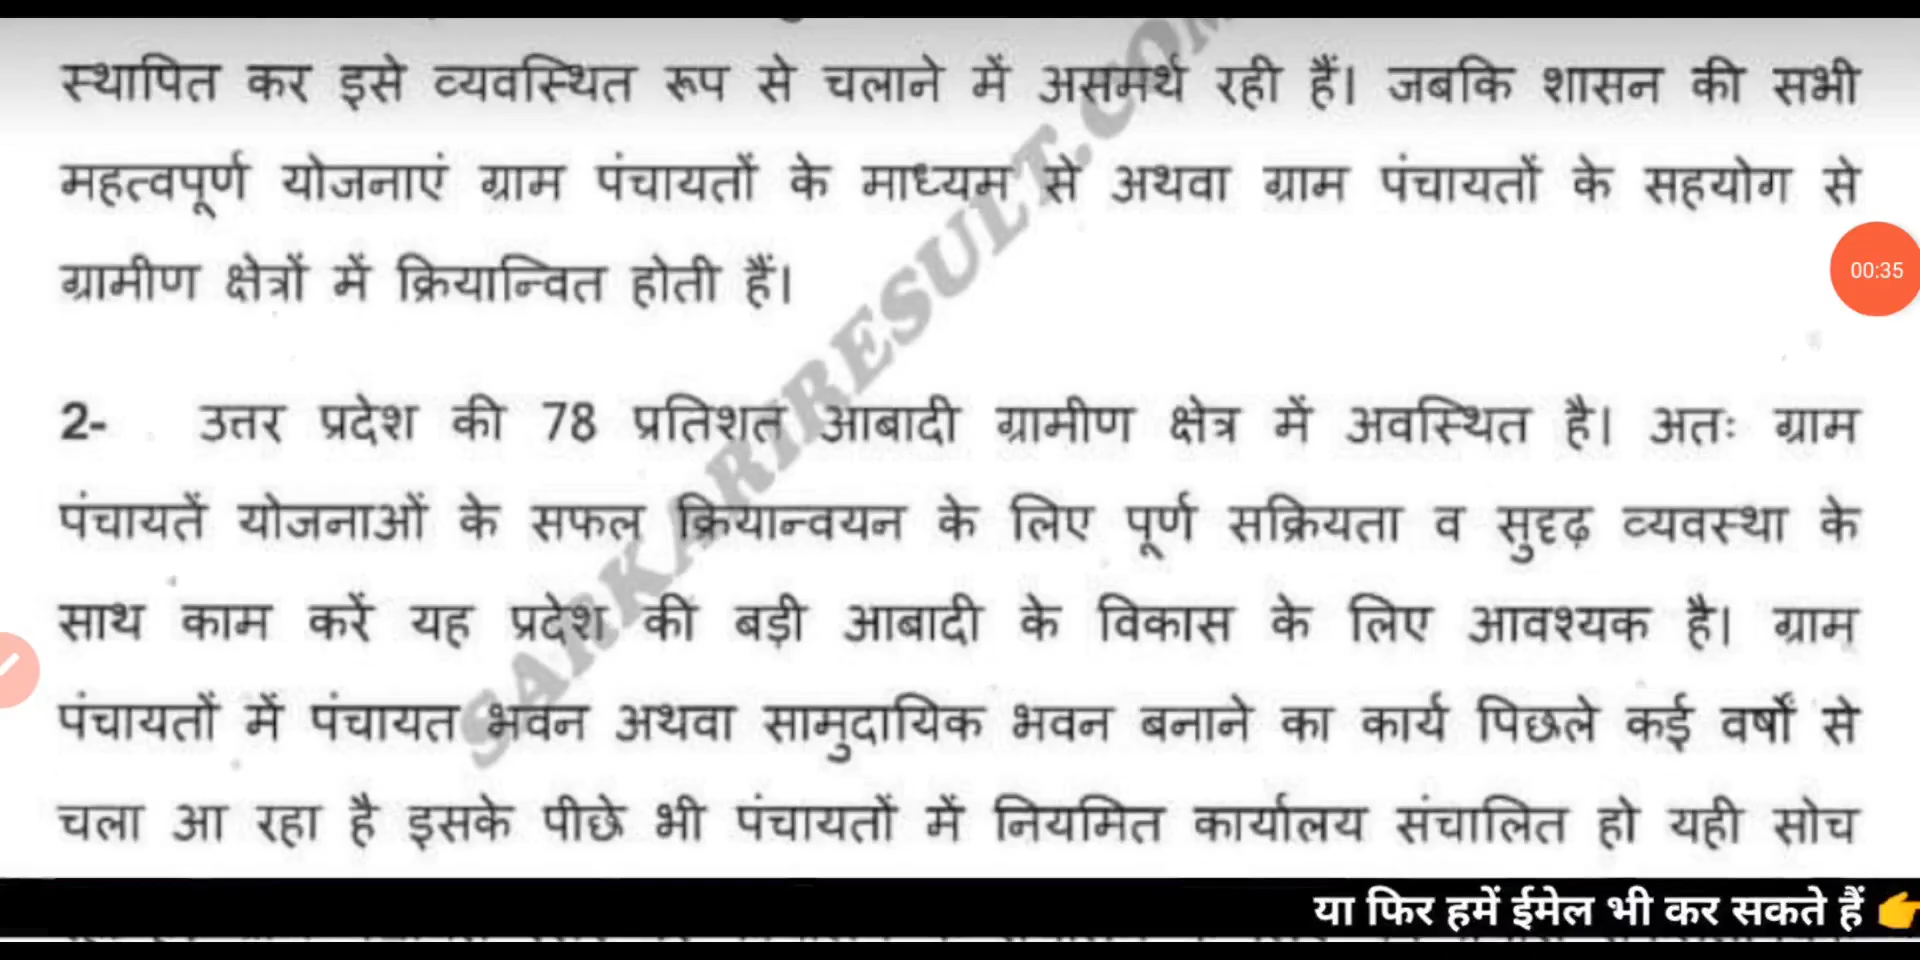 स्थापित कर इसे व्यवस्थित रूप से चलाने में असमर्थ रही हैं। जबकि शासन की सभी
महत्वपूर्ण योजनाएं ग्राम पंचायतों के माध्यम से अथवा ग्राम पंचायतों के सहयोग से
ग्रामीण क्षेत्रों में क्रियान्वित होती हैं।
00:35
2- उत्तर प्रदेश की 78 प्रतिशत आबादी ग्रामीण क्षेत्र में अवस्थित है। अतः ग्राम
पंचायतें योजनाओं के सफल क्रियान्वयन के लिए पूर्ण सक्रियता व सुदृढ़ व्यवस्था के
साथ काम करें यह प्रदेश की बड़ी आबादी के विकास के लिए आवश्यक है। ग्राम
पंचायतों में पंचायत भवन अथवा सामुदायिक भवन बनाने का कार्य पिछले कई वर्षों से
चला आ रहा है इसके पीछे भी पंचायतों में नियमित कार्यालय संचालित हो यही सोच
SARKARIRESULT.COM
या फिर हमें ईमेल भी कर सकते हैं